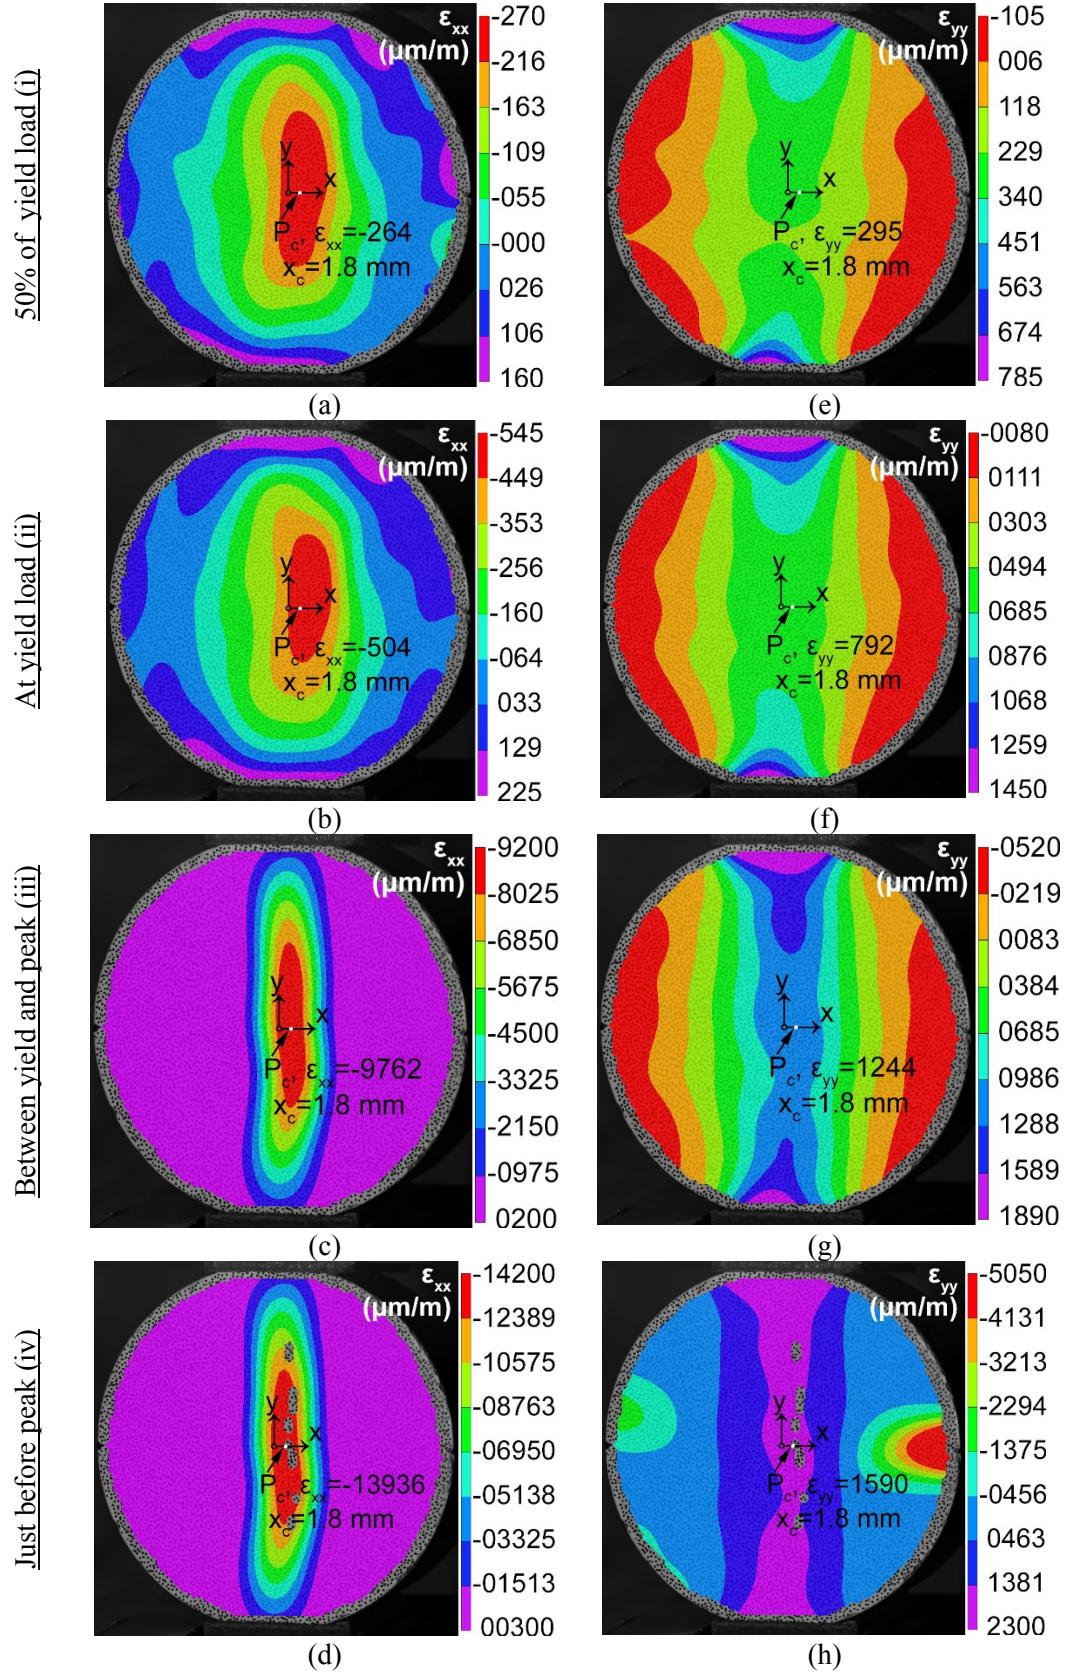 50% of yield load (i)
εxx
(μm/m)
-270
-216
-163
-109
-055
-000
026
106
160
y
x
Pc, εxx=-264
xc=1.8 mm
(a)
εyy
(μm/m)
-105
006
118
229
340
451
563
674
785
y
x
Pc, εyy=295
xc=1.8 mm
(e)
At yield load (ii)
εxx
(μm/m)
-545
-449
-353
-256
-160
-064
033
129
225
y
x
Pc, εxx=-504
xc=1.8 mm
(b)
εyy
(μm/m)
-0080
0111
0303
0494
0685
0876
1068
1259
1450
y
x
Pc, εyy=792
xc=1.8 mm
(f)
Between yield and peak (iii)
εxx
(μm/m)
-9200
-8025
-6850
-5675
-4500
-3325
-2150
-0975
0200
y
x
Pc, εxx=-9762
xc=1.8 mm
(c)
εyy
(μm/m)
-0520
-0219
0083
0384
0685
0986
1288
1589
1890
y
x
Pc, εyy=1244
xc=1.8 mm
(g)
Just before peak (iv)
εxx
(μm/m)
-14200
-12389
-10575
-08763
-06950
-05138
-03325
-01513
00300
y
x
Pc, εxx=-13936
xc=1.8 mm
(d)
εyy
(μm/m)
-5050
-4131
-3213
-2294
-1375
-0456
0463
1381
2300
y
x
Pc, εyy=1590
xc=1.8 mm
(h)